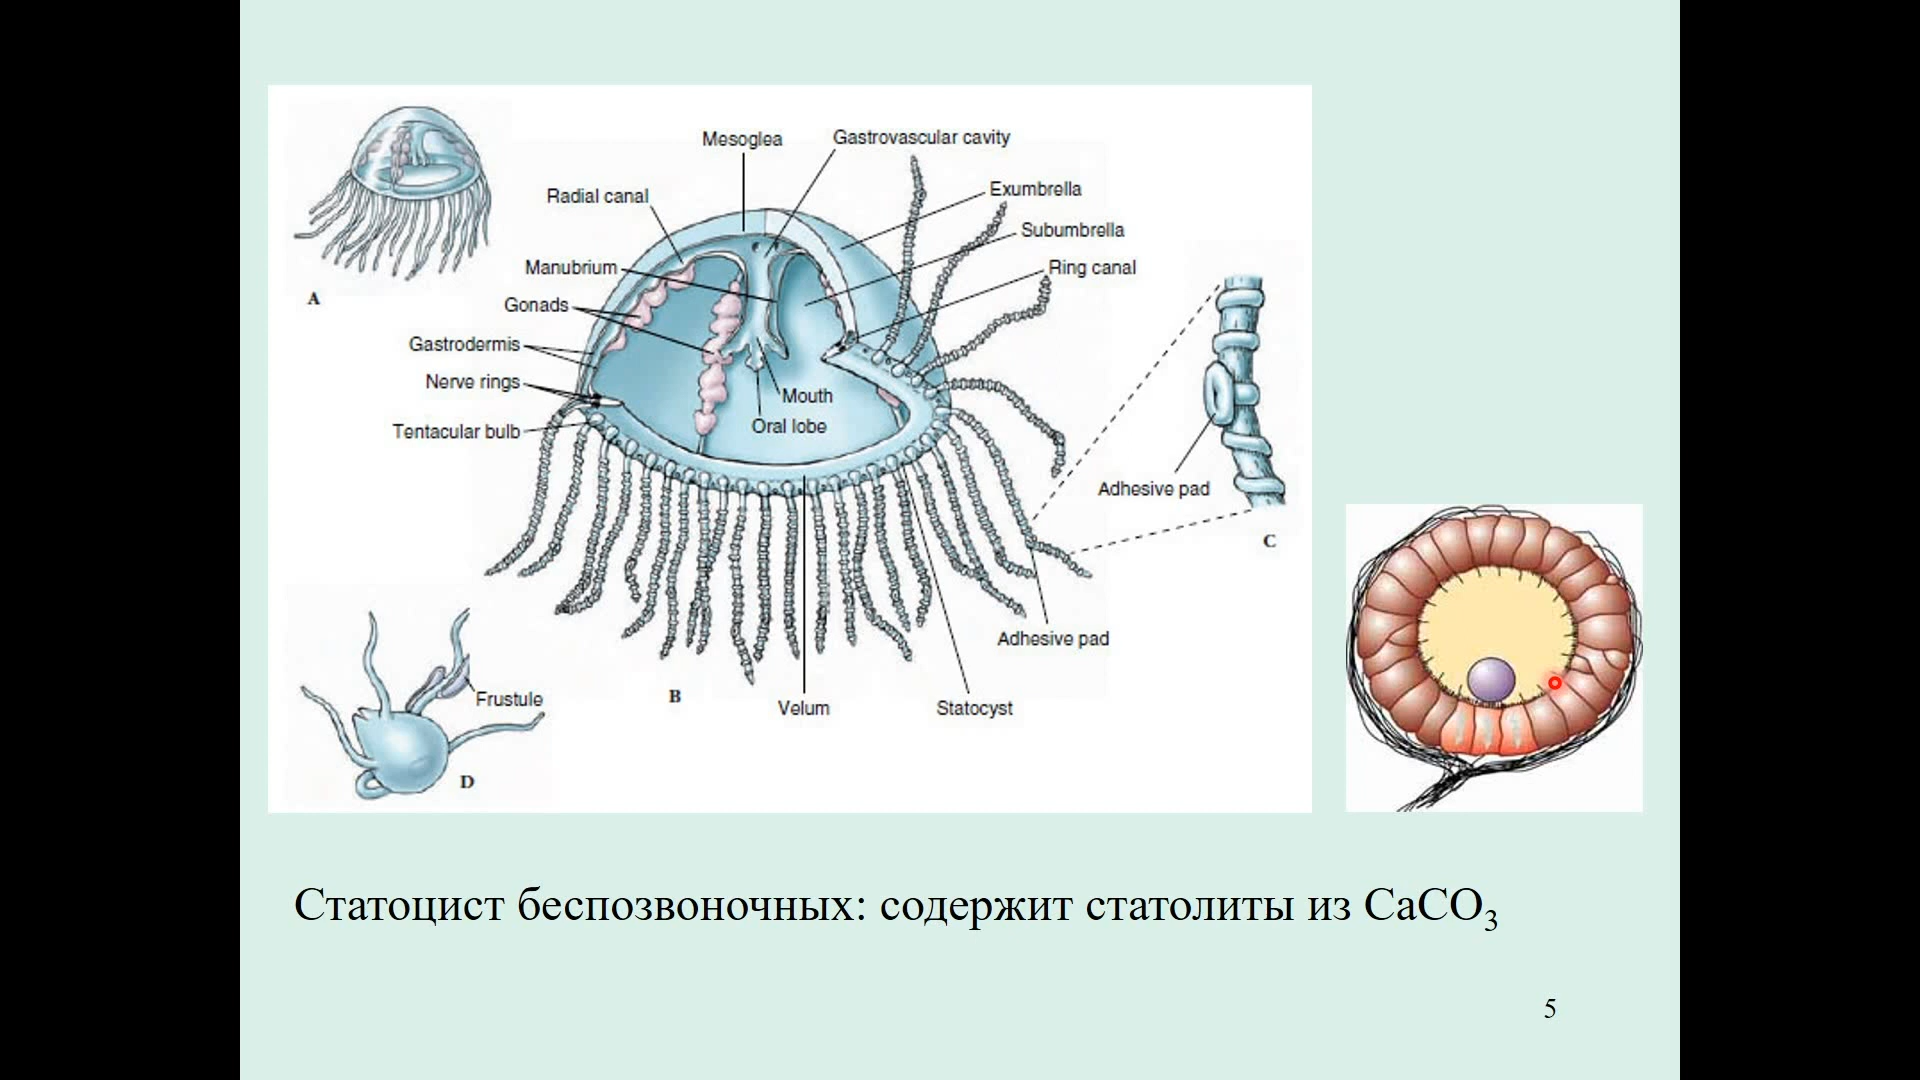 Mesoglea
Gastrovascular cavity
Radial canal
Exumbrella
Subumbrella
Manubrium
Ring canal
Gonads
A
Gastrodermis
Nerve rings
Mouth
Tentacular bulb
Oral lobe
Adhesive pad
C
Adhesive pad
Frustule
B
Velum
Statocyst
D
Статоцист беспозвоночных: содержит статолиты из CaCO₃
5